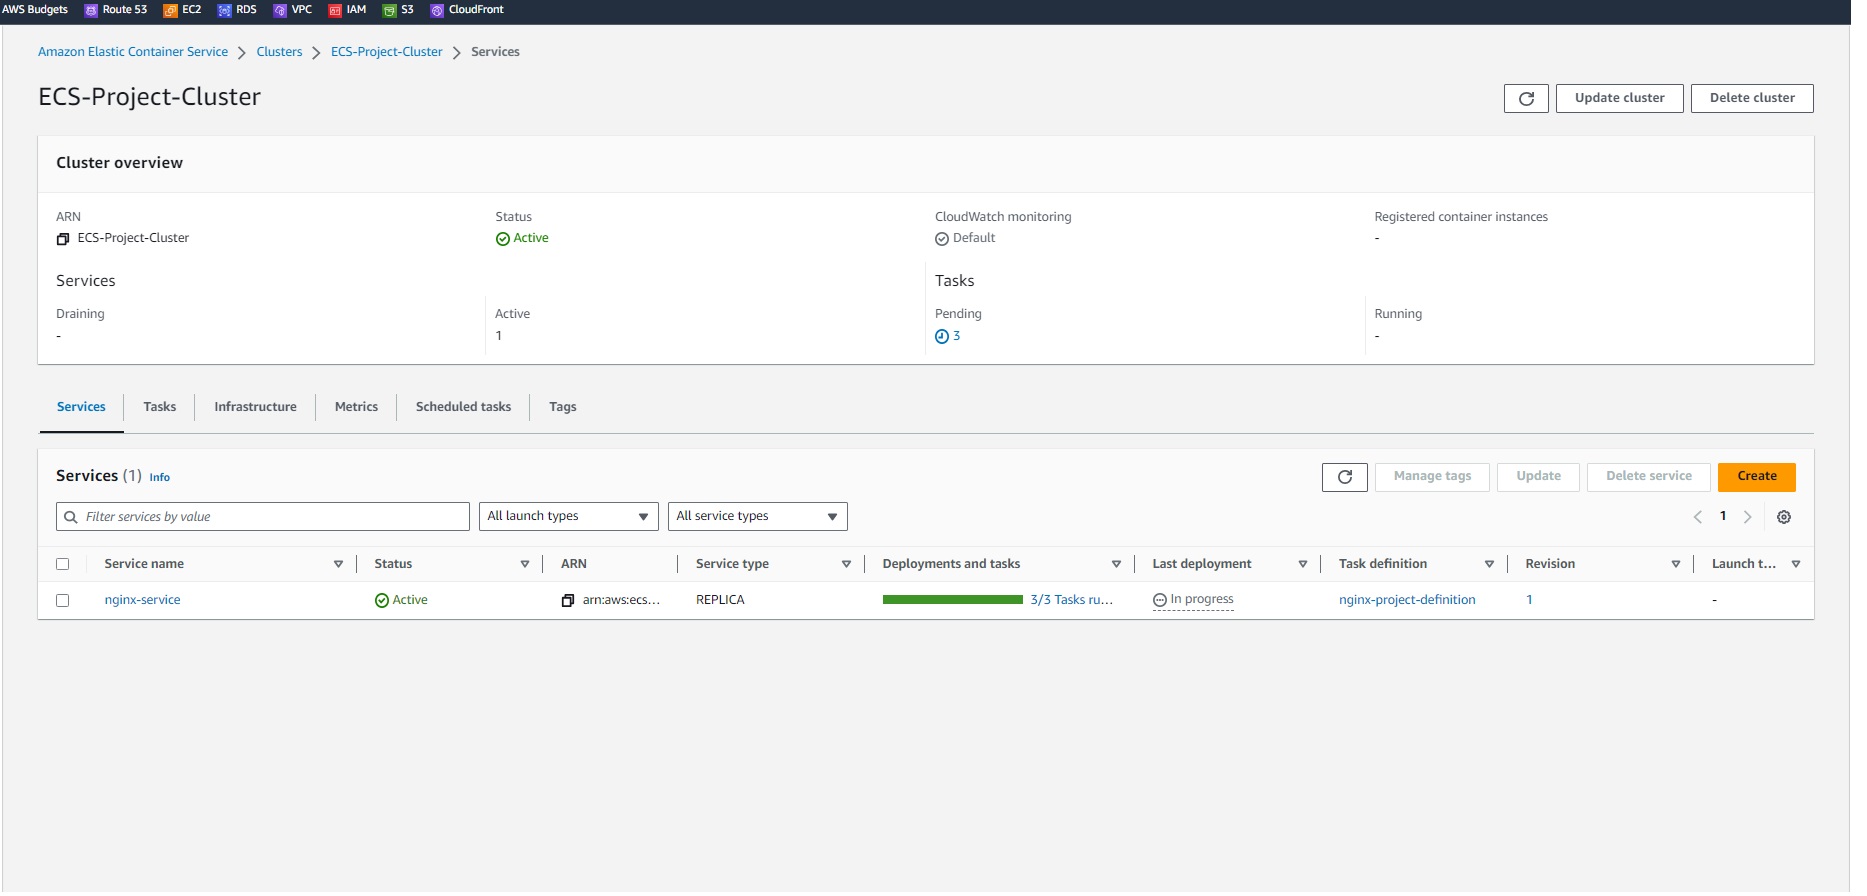 AWS Budgets Route 53 EC2 RDS VPC IAM S3 CloudFront
Amazon Elastic Container Service Clusters ECS-Project-Cluster Services
ECS-Project-Cluster
Update cluster Delete cluster
Cluster overview
ARN Status CloudWatch monitoring Registered container instances
ECS-Project-Cluster Active Default -
Services Tasks
Draining Active Pending Running
- 1 3 -
Services Tasks Infrastructure Metrics Scheduled tasks Tags
Services (1) Info Manage tags Update Delete service Create
Filter services by value All launch types All service types 1
Service name Status ARN Service type Deployments and tasks Last deployment Task definition Revision Launch t...
nginx-service Active arn:aws:ecs... REPLICA 3/3 Tasks ru... In progress nginx-project-definition 1 -